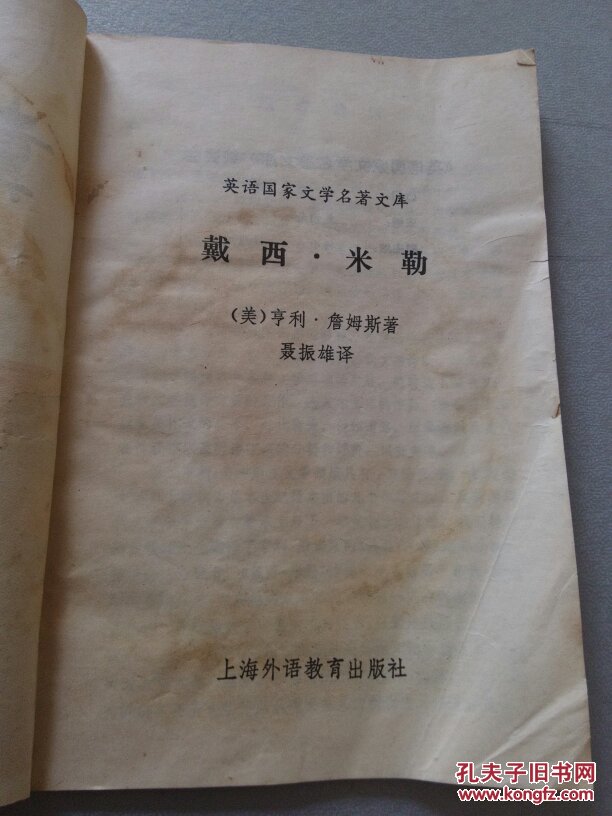 英语国家文学名著文库
戴西·米勒
(美)亨利·詹姆斯著
聂振雄译
上海外语教育出版社
孔夫子旧书网
www.kongfz.com